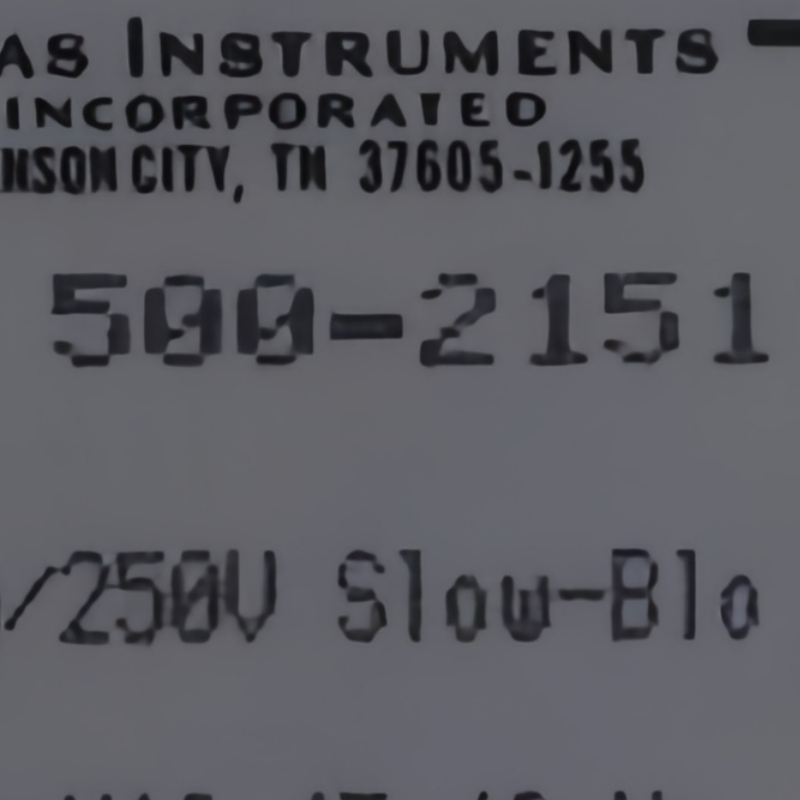 AS INSTRUMENTS
INCORPORATED
NSON CITY, TN 37605-1255
500-2151
/250V Slow-Blo